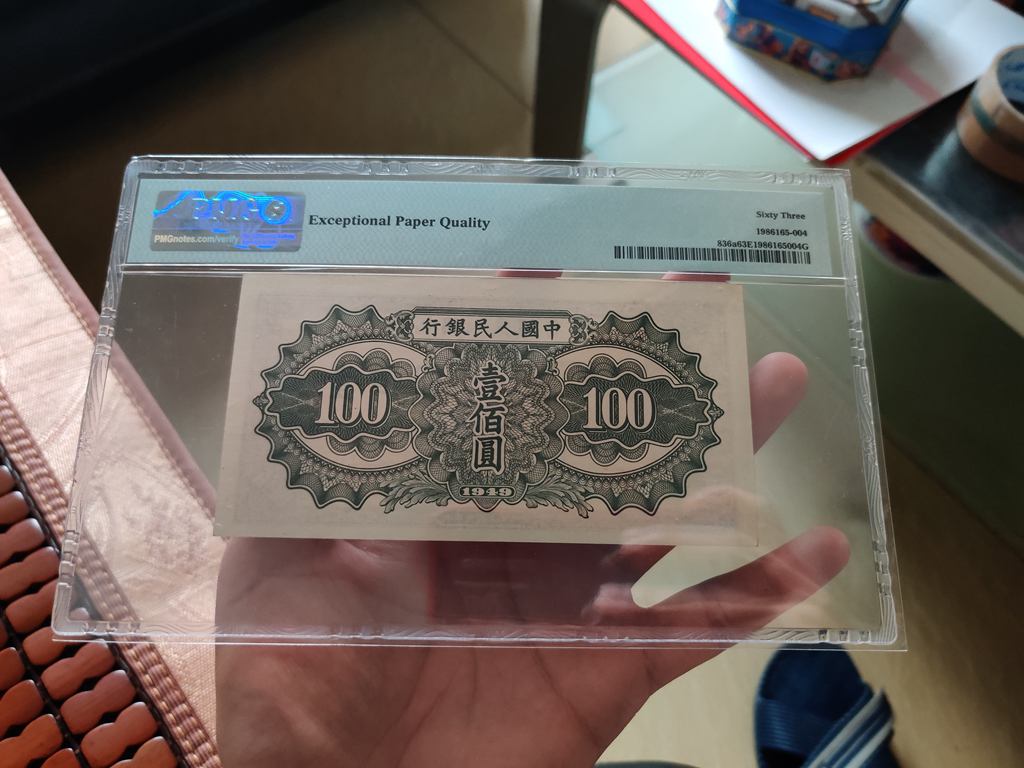 PMG
PMGnotes.com/verify
Exceptional Paper Quality
Sixty Three
1986165-004
836a63E1986165004G
行銀民人國中
100
壹佰圓
100
1949